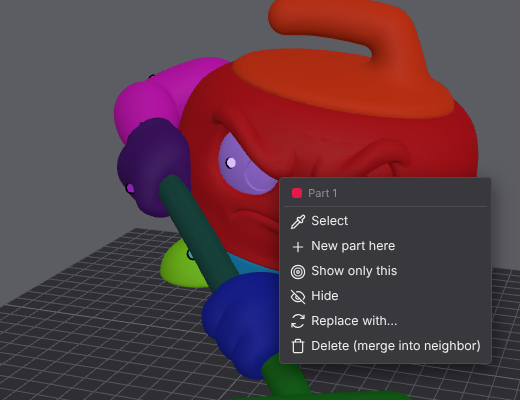 Part 1
Select
New part here
Show only this
Hide
Replace with...
Delete (merge into neighbor)